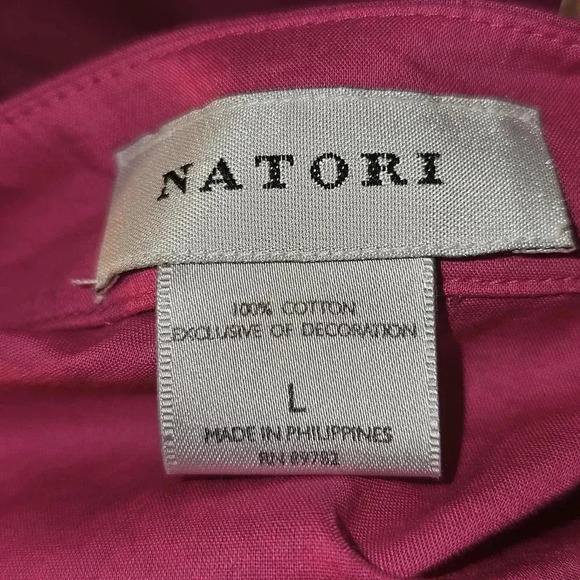 NATORI
100% COTTON
EXCLUSIVE OF DECORATION
L
MADE IN PHILIPPINES
RN 89782